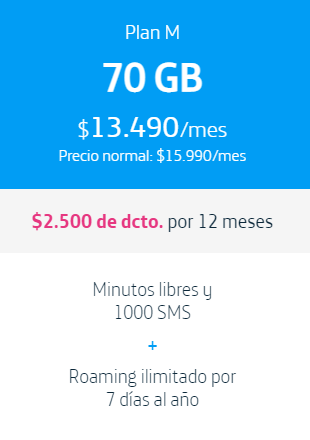 Plan M
70 GB
$13.490/mes
Precio normal: $15.990/mes
$2.500 de dcto. por 12 meses
Minutos libres y
1000 SMS
+
Roaming ilimitado por
7 días al año